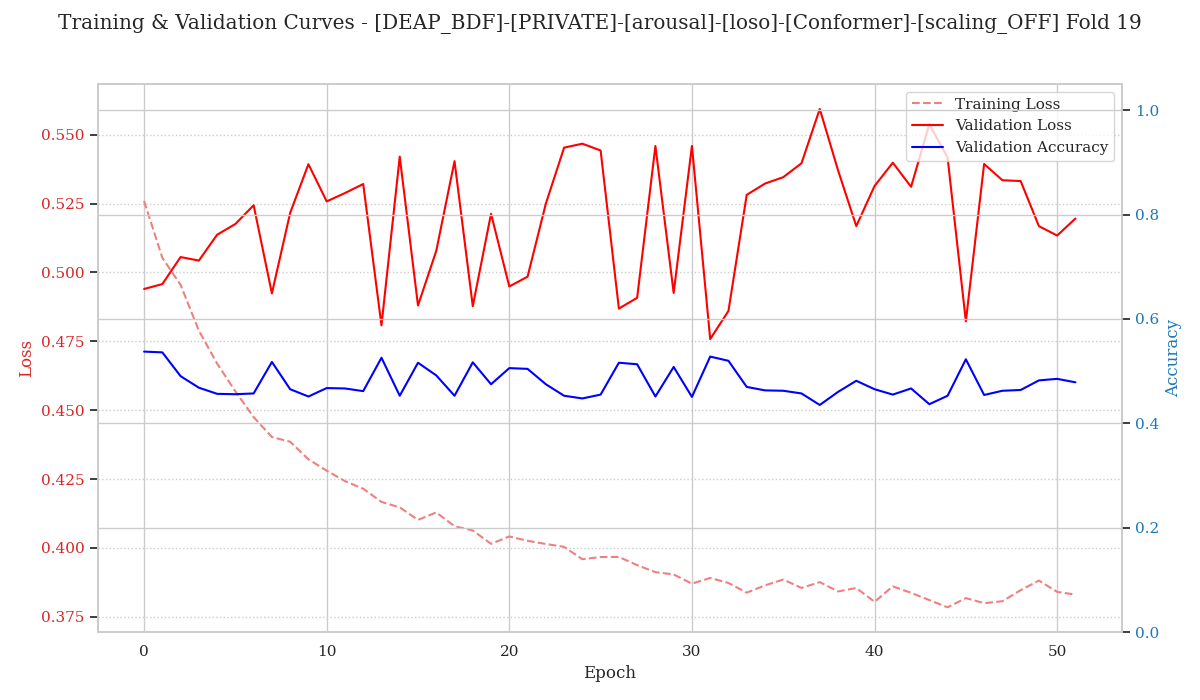 Training & Validation Curves - [DEAP_BDF]-[PRIVATE]-[arousal]-[loso]-[Conformer]-[scaling_OFF] Fold 19
Training Loss
Validation Loss
Validation Accuracy
0.550
0.525
0.500
0.475
0.450
0.425
0.400
0.375
Loss
1.0
0.8
0.6
0.4
0.2
0.0
Accuracy
0 10 20 30 40 50
Epoch